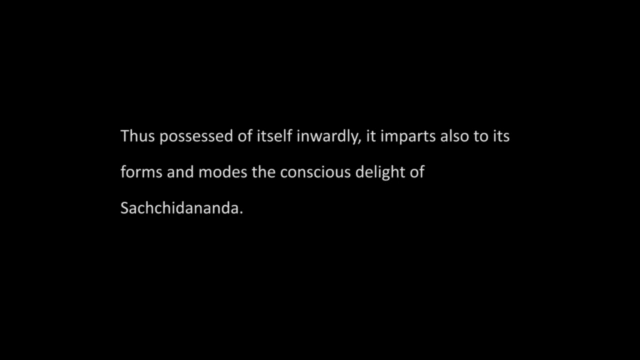 Thus possessed of itself inwardly, it imparts also to its
forms and modes the conscious delight of
Sachchidananda.